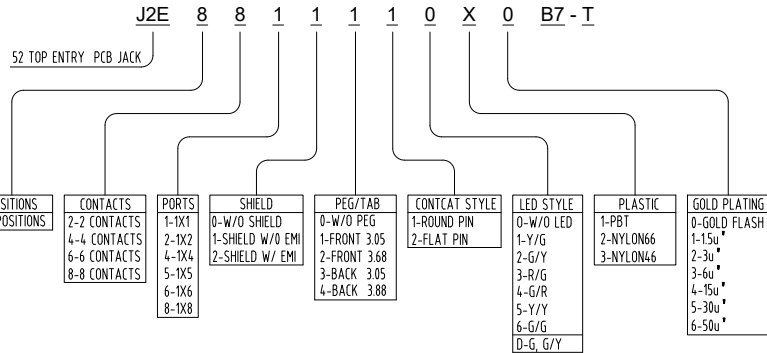 J2E 8 8 1 1 1 1 0 X 0 B7 - T
52 TOP ENTRY PCB JACK
CONTACTS
2-2 CONTACTS
4-4 CONTACTS
6-6 CONTACTS
8-8 CONTACTS
PORTS
1-1X1
2-1X2
4-1X4
5-1X5
6-1X6
8-1X8
SHIELD
0-W/O SHIELD
1-SHIELD W/O EMI
2-SHIELD W/ EMI
PEG/TAB
0-W/O PEG
1-FRONT 3.05
2-FRONT 3.68
3-BACK 3.05
4-BACK 3.88
CONTCAT STYLE
1-ROUND PIN
2-FLAT PIN
LED STYLE
0-W/O LED
1-Y/G
2-G/Y
3-R/G
4-G/R
5-Y/Y
6-G/G
D-G, G/Y
PLASTIC
1-PBT
2-NYLON66
3-NYLON46
GOLD PLATING
0-GOLD FLASH
1-1.5u"
2-3u"
3-6u"
4-15u"
5-30u"
6-50u"